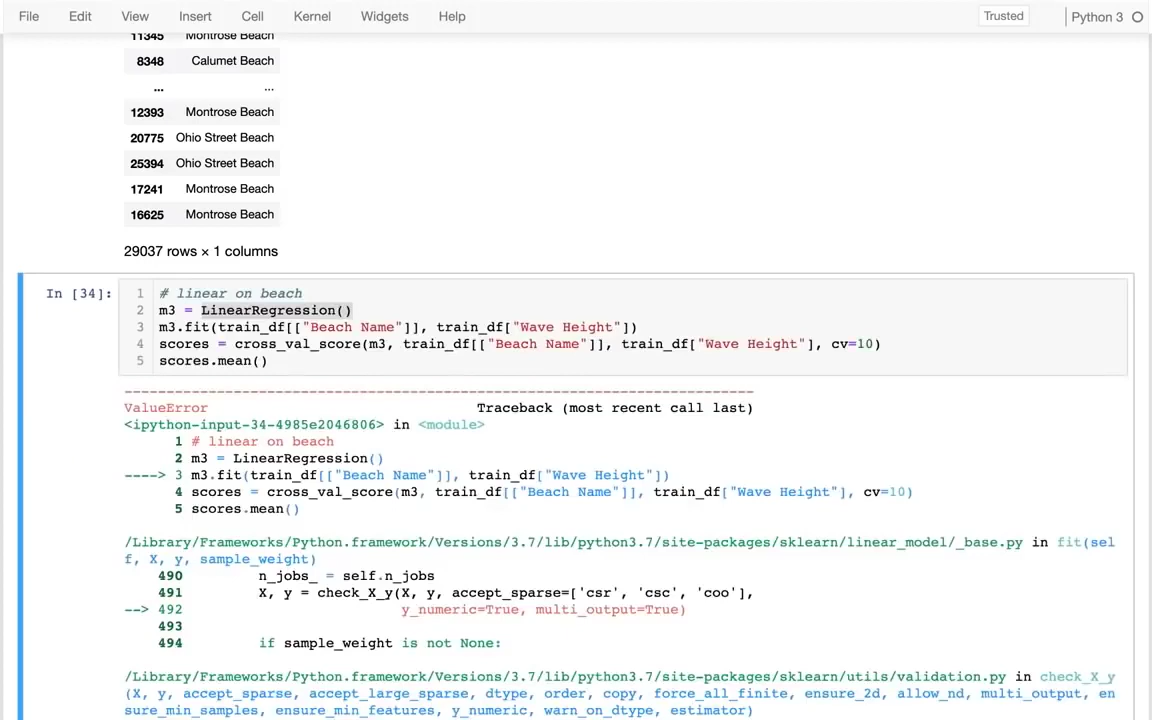 File Edit View Insert Cell Kernel Widgets Help Trusted Python 3
11345 Montrose Beach
8348 Calumet Beach
... ...
12393 Montrose Beach
20775 Ohio Street Beach
25394 Ohio Street Beach
17241 Montrose Beach
16625 Montrose Beach
29037 rows × 1 columns
In [34]: 1 # linear on beach
2 m3 = LinearRegression()
3 m3.fit(train_df[["Beach Name"]], train_df["Wave Height"])
4 scores = cross_val_score(m3, train_df[["Beach Name"]], train_df["Wave Height"], cv=10)
5 scores.mean()
---------------------------------------------------------------------------
ValueError Traceback (most recent call last)
<ipython-input-34-4985e2046806> in <module>
1 # linear on beach
2 m3 = LinearRegression()
----> 3 m3.fit(train_df[["Beach Name"]], train_df["Wave Height"])
4 scores = cross_val_score(m3, train_df[["Beach Name"]], train_df["Wave Height"], cv=10)
5 scores.mean()
/Library/Frameworks/Python.framework/Versions/3.7/lib/python3.7/site-packages/sklearn/linear_model/_base.py in fit(sel
f, X, y, sample_weight)
490 n_jobs_ = self.n_jobs
491 X, y = check_X_y(X, y, accept_sparse=['csr', 'csc', 'coo'],
--> 492 y_numeric=True, multi_output=True)
493
494 if sample_weight is not None:
/Library/Frameworks/Python.framework/Versions/3.7/lib/python3.7/site-packages/sklearn/utils/validation.py in check_X_y
(X, y, accept_sparse, accept_large_sparse, dtype, order, copy, force_all_finite, ensure_2d, allow_nd, multi_output, en
sure_min_samples, ensure_min_features, y_numeric, warn_on_dtype, estimator)